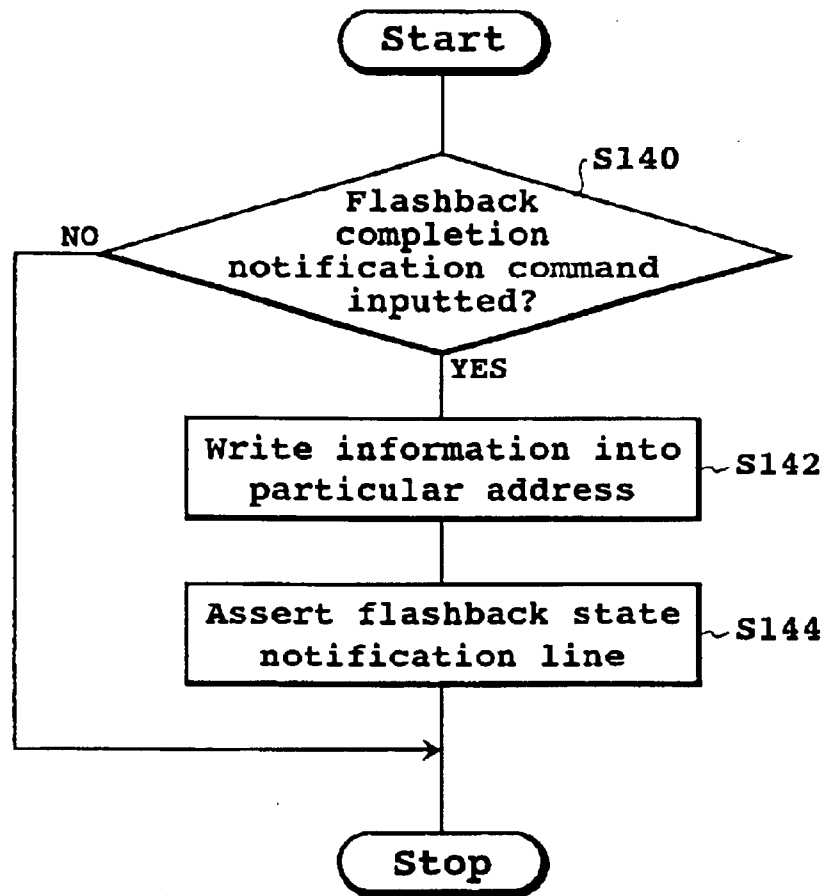 Start
S140
Flashback
completion
notification command
inputted?
NO
YES
Write information into
particular address
S142
Assert flashback state
notification line
S144
Stop